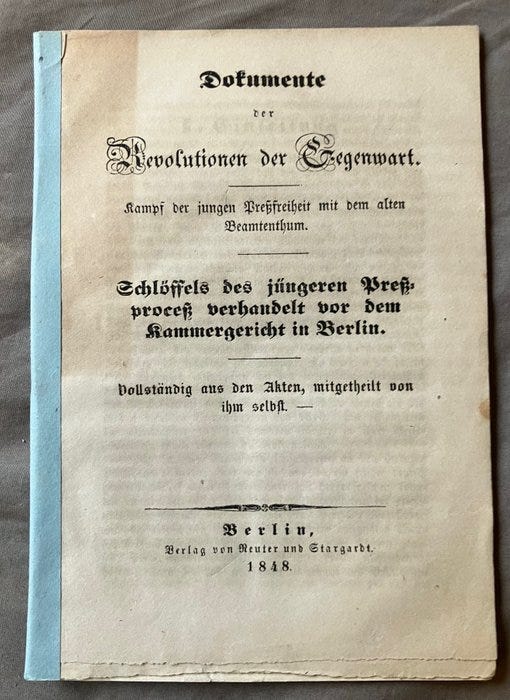 Dokumente
der
Revolutionen der Gegenwart.
Kampf der jungen Preßfreiheit mit dem alten
Beamtenthum.
Schlöffels des jüngeren Preß-
proceß verhandelt vor dem
Kammergericht in Berlin.
Vollständig aus den Akten, mitgetheilt von
ihm selbst. —
Berlin,
Verlag von Reuter und Stargardt.
1848.